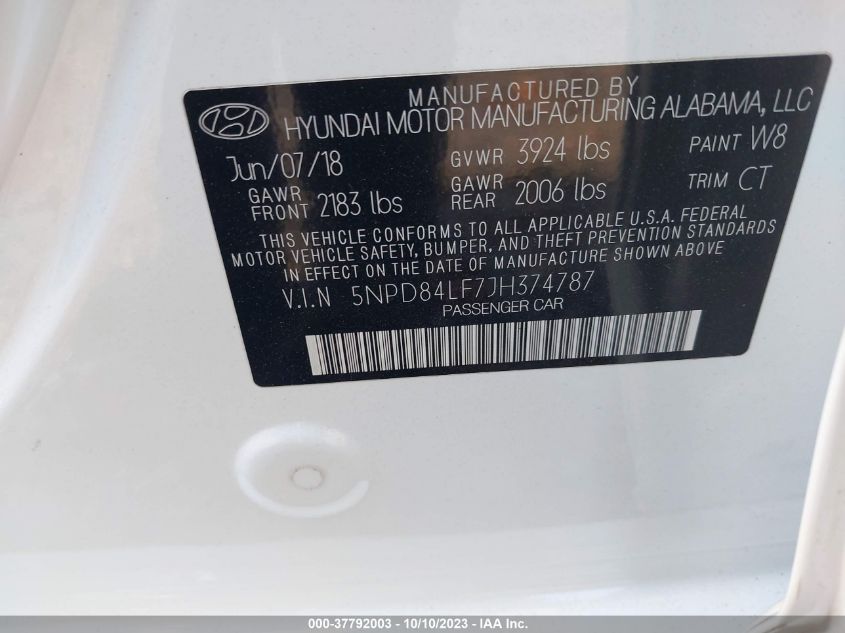 MANUFACTURED BY
HYUNDAI MOTOR MANUFACTURING ALABAMA, LLC
Jun/07/18 GVWR 3924 lbs PAINT W8
GAWR FRONT 2183 lbs GAWR REAR 2006 lbs TRIM CT
THIS VEHICLE CONFORMS TO ALL APPLICABLE U.S.A. FEDERAL
MOTOR VEHICLE SAFETY, BUMPER, AND THEFT PREVENTION STANDARDS
IN EFFECT ON THE DATE OF MANUFACTURE SHOWN ABOVE
V.I.N 5NPD84LF7JH374787
PASSENGER CAR
000-37792003 - 10/10/2023 - IAA Inc.